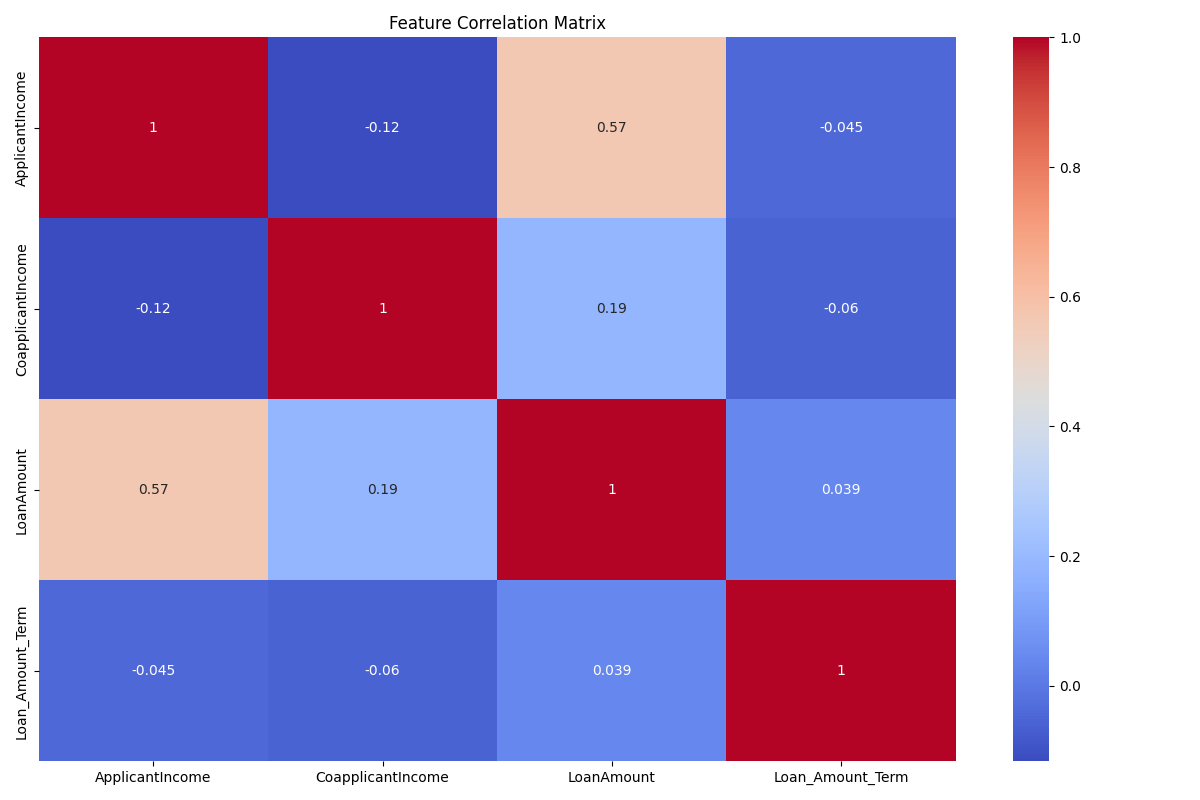 Feature Correlation Matrix
ApplicantIncome
1
-0.12
0.57
-0.045
CoapplicantIncome
-0.12
1
0.19
-0.06
LoanAmount
0.57
0.19
1
0.039
Loan_Amount_Term
-0.045
-0.06
0.039
1
ApplicantIncome
CoapplicantIncome
LoanAmount
Loan_Amount_Term
1.0
0.8
0.6
0.4
0.2
0.0